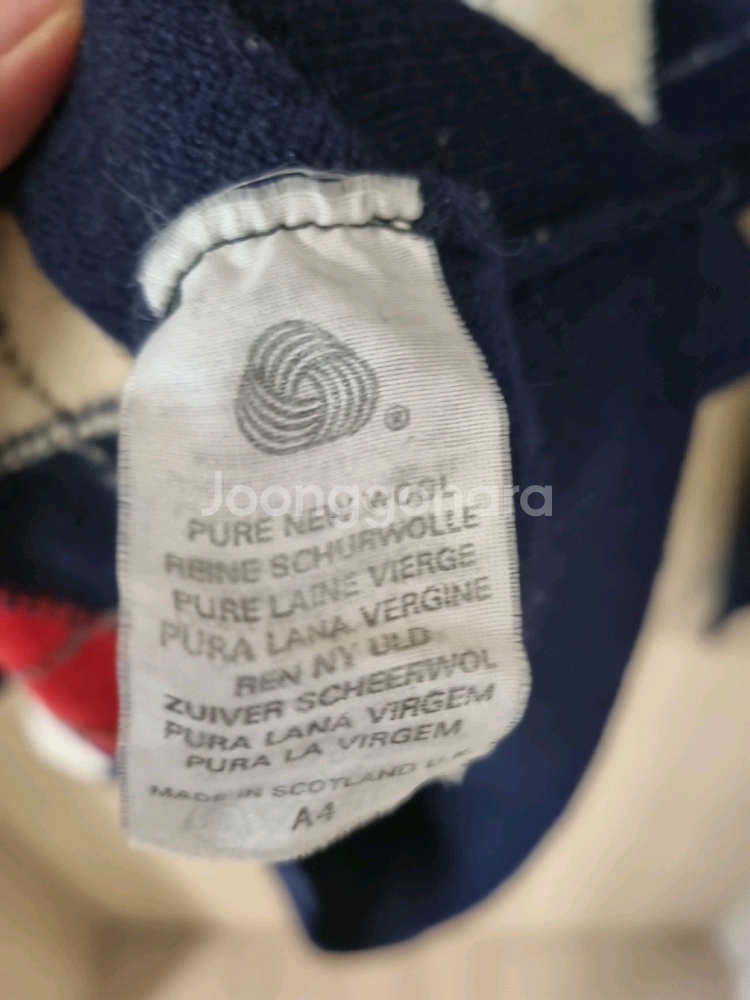 ®
Joonggonara
PURE NEW WOOL
REINE SCHURWOLLE
PURE LAINE VIERGE
PURA LANA VERGINE
REN NY ULD
ZUIVER SCHEERWOL
PURA LANA VIRGEM
PURA LA VIRGEM
MADE IN SCOTLAND U.K.
A4